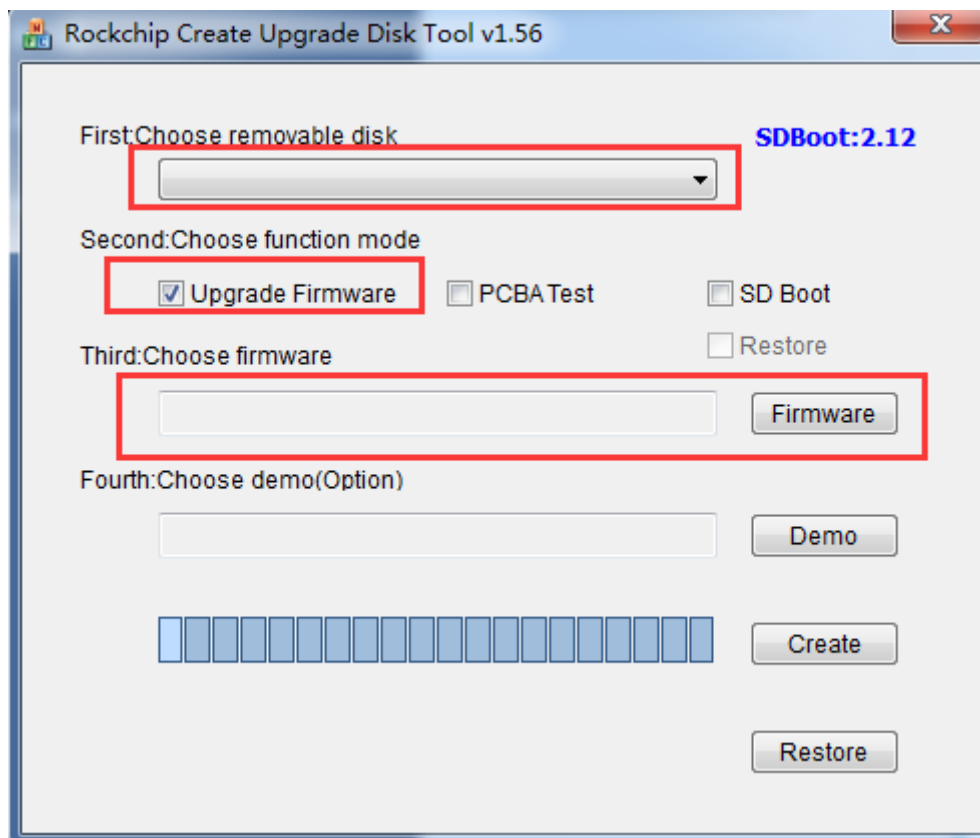 Rockchip Create Upgrade Disk Tool v1.56
First:Choose removable disk
SDBoot:2.12
Second:Choose function mode
Upgrade Firmware PCBA Test SD Boot
Restore
Third:Choose firmware
Firmware
Fourth:Choose demo(Option)
Demo
Create
Restore